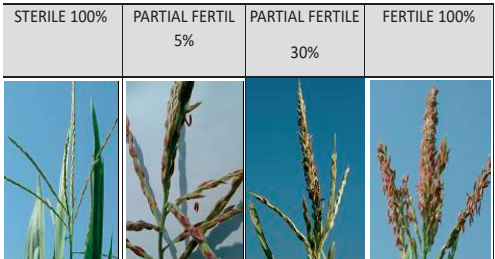 STERILE 100%
PARTIAL FERTIL
5%
PARTIAL FERTILE
30%
FERTILE 100%